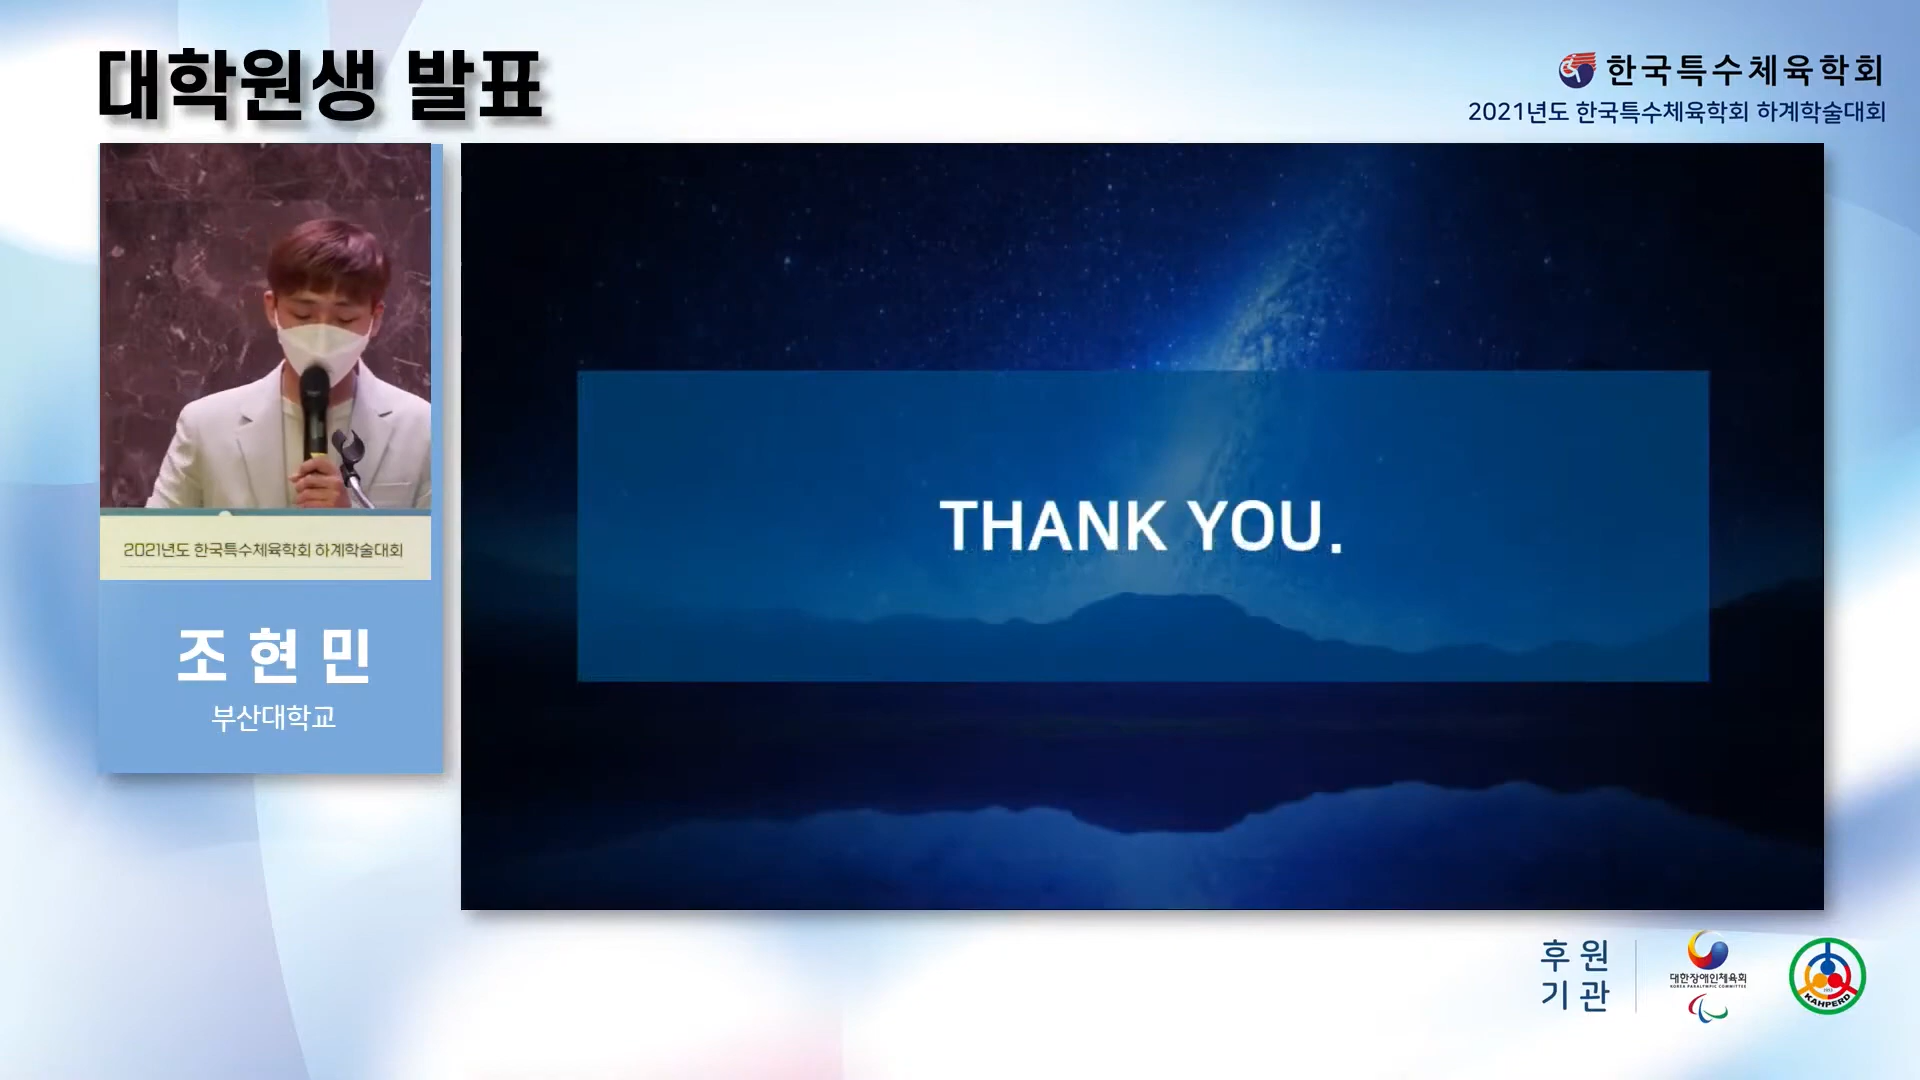 대학원생 발표
한국특수체육학회
2021년도 한국특수체육학회 하계학술대회
2021년도 한국특수체육학회 하계학술대회
조현민
부산대학교
THANK YOU.
후원
기관
대한장애인체육회
KOREA PARALYMPIC COMMITTEE
1953
KAHPERD